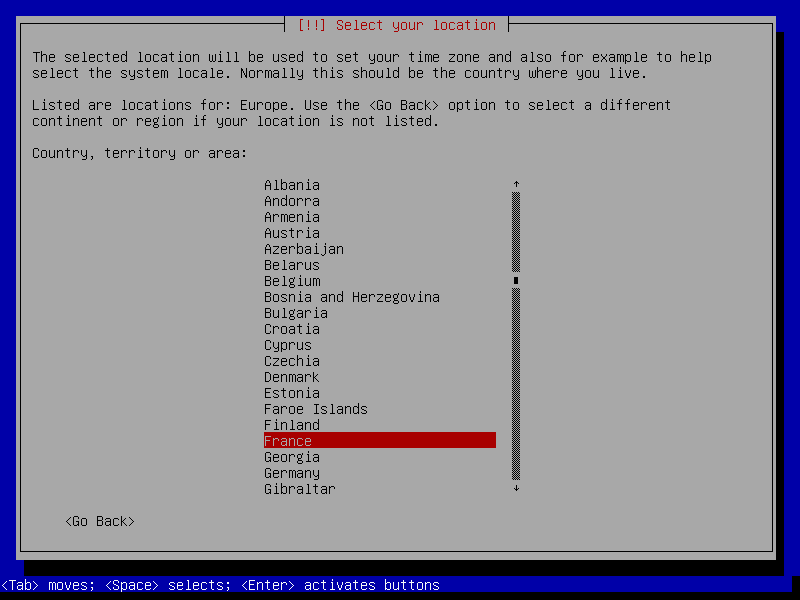 [!!] Select your location
The selected location will be used to set your time zone and also for example to help
select the system locale. Normally this should be the country where you live.
Listed are locations for: Europe. Use the <Go Back> option to select a different
continent or region if your location is not listed.
Country, territory or area:
Albania
Andorra
Armenia
Austria
Azerbaijan
Belarus
Belgium
Bosnia and Herzegovina
Bulgaria
Croatia
Cyprus
Czechia
Denmark
Estonia
Faroe Islands
Finland
France
Georgia
Germany
Gibraltar
<Go Back>
<Tab> moves; <Space> selects; <Enter> activates buttons